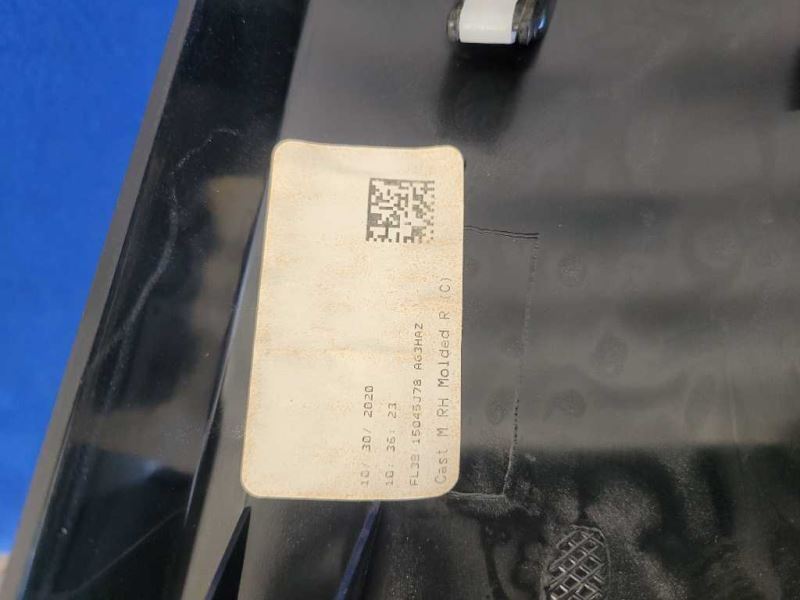 10/ 30/ 2020
10: 36: 23
FL3B 15045J78 AG3HAZ
Cast M RH Molded R (C)